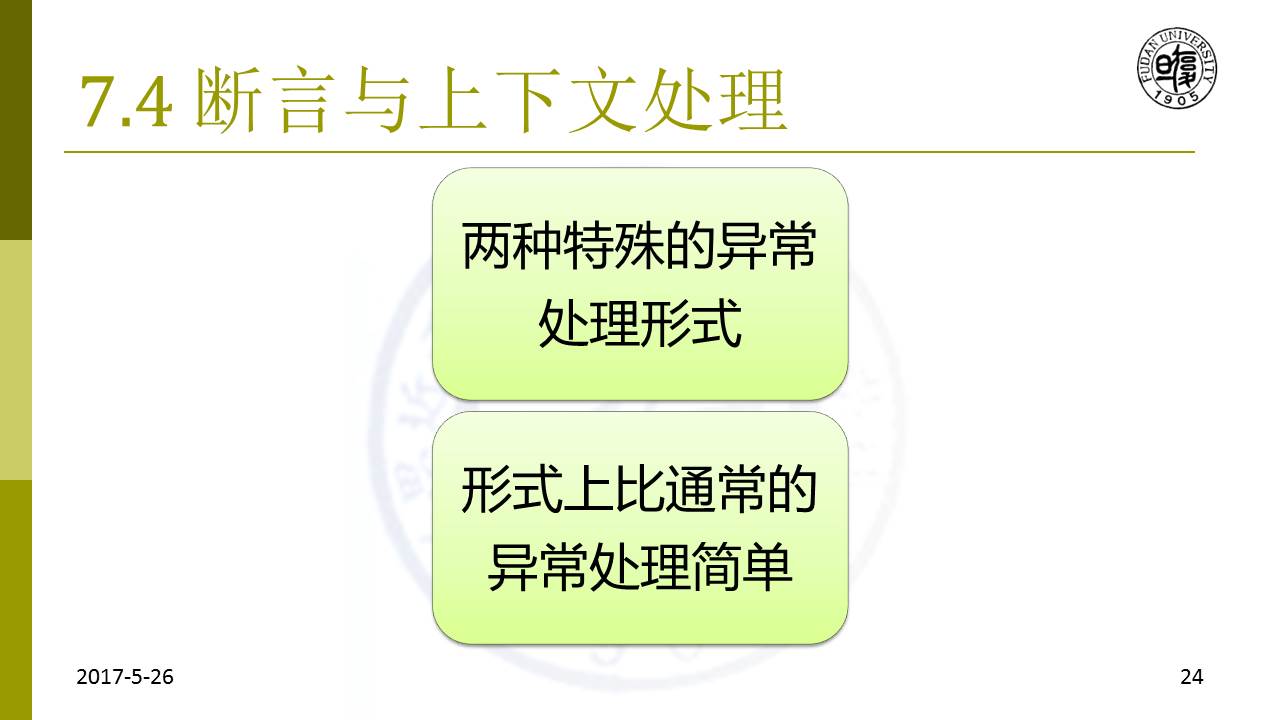 7.4 断言与上下文处理
FUDAN UNIVERSITY
1905
两种特殊的异常
处理形式
形式上比通常的
异常处理简单
2017-5-26
24